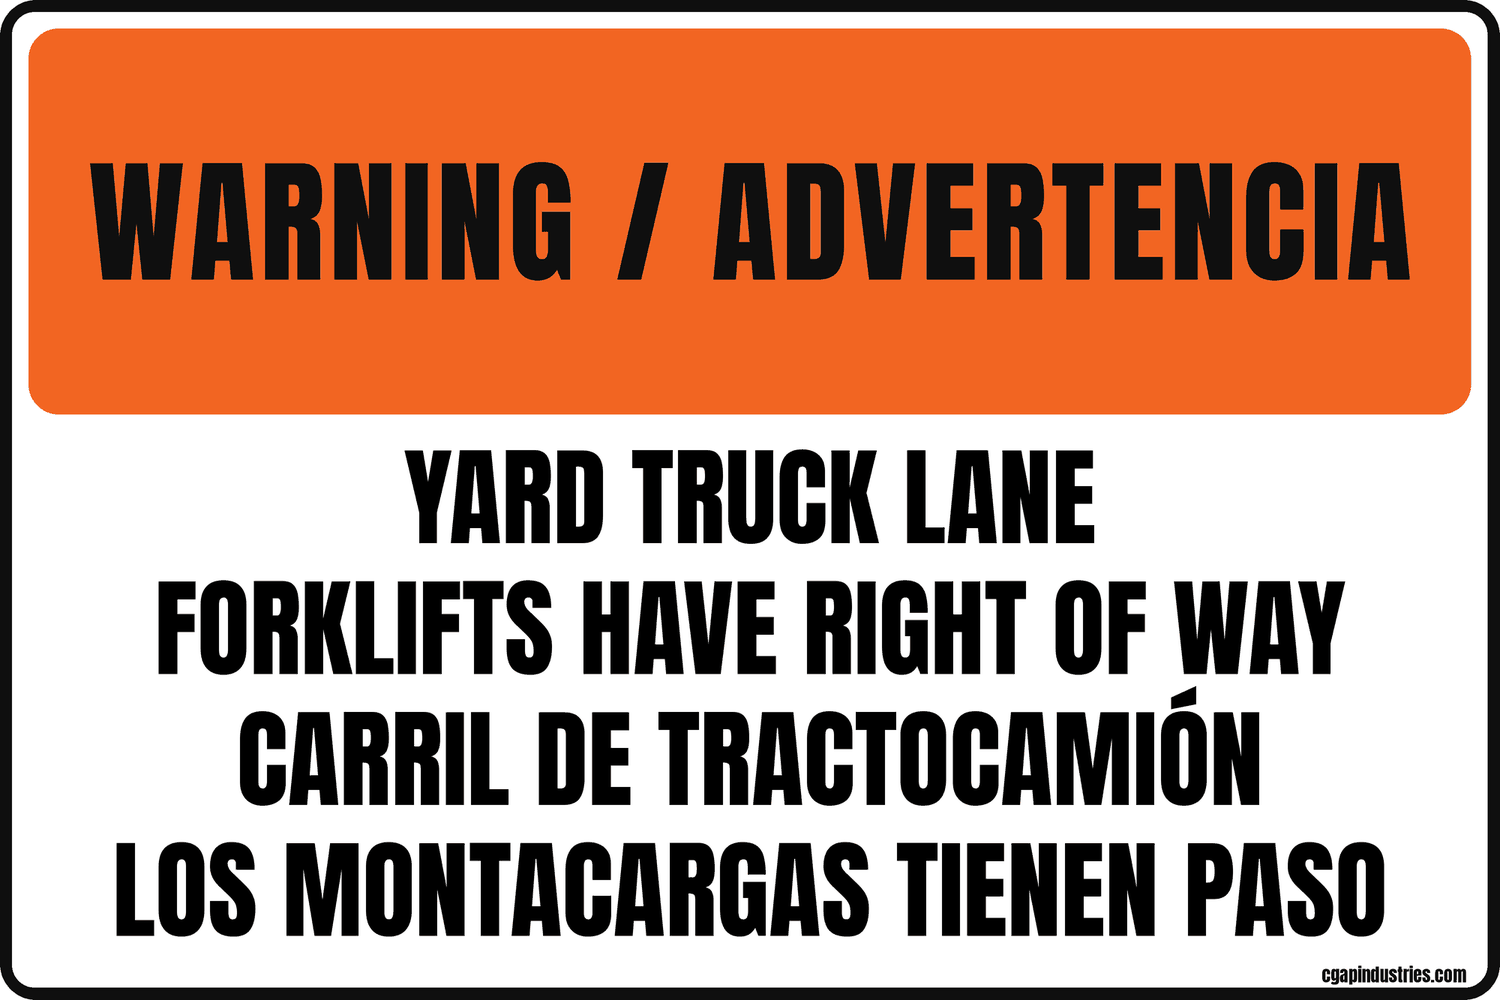 WARNING / ADVERTENCIA
YARD TRUCK LANE
FORKLIFTS HAVE RIGHT OF WAY
CARRIL DE TRACTOCAMIÓN
LOS MONTACARGAS TIENEN PASO
cgapindustries.com